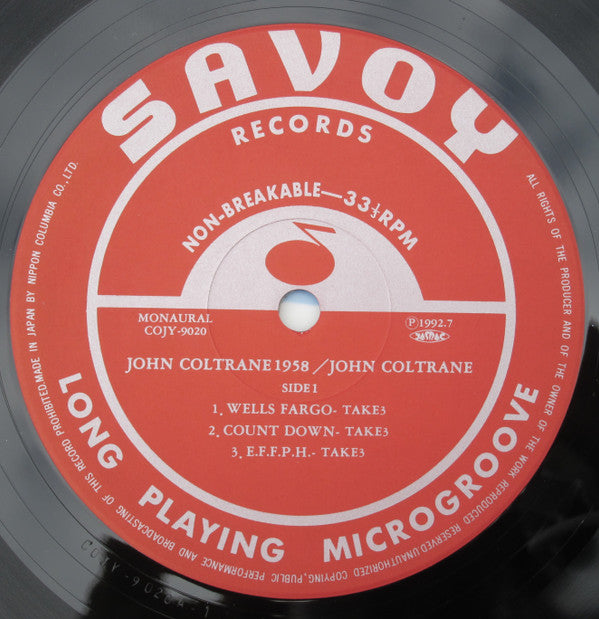 SAVOY
RECORDS
NON-BREAKABLE—33⅓RPM
MONAURAL
COJY-9020
Ⓟ1992.7
JOHN COLTRANE 1958/JOHN COLTRANE
SIDE 1
1. WELLS FARGO- TAKE3
2. COUNT DOWN- TAKE3
3. E.F.F.P.H.- TAKE3
LONG PLAYING MICROGROOVE
ALL RIGHTS OF THE PRODUCER AND OF THE OWNER OF THE WORK REPRODUCED RESERVED.UNAUTHORIZED COPYING,PUBLIC PERFORMANCE AND BROADCASTING OF THIS RECORD PROHIBITED.MADE IN JAPAN BY NIPPON COLUMBIA CO.,LTD.